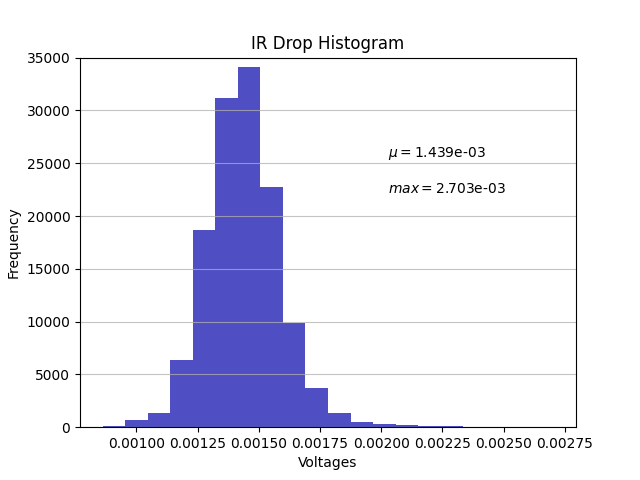 IR Drop Histogram
35000
30000
25000
20000
15000
10000
5000
0
Frequency
μ = 1.439e-03
max = 2.703e-03
0.00100 0.00125 0.00150 0.00175 0.00200 0.00225 0.00250 0.00275
Voltages